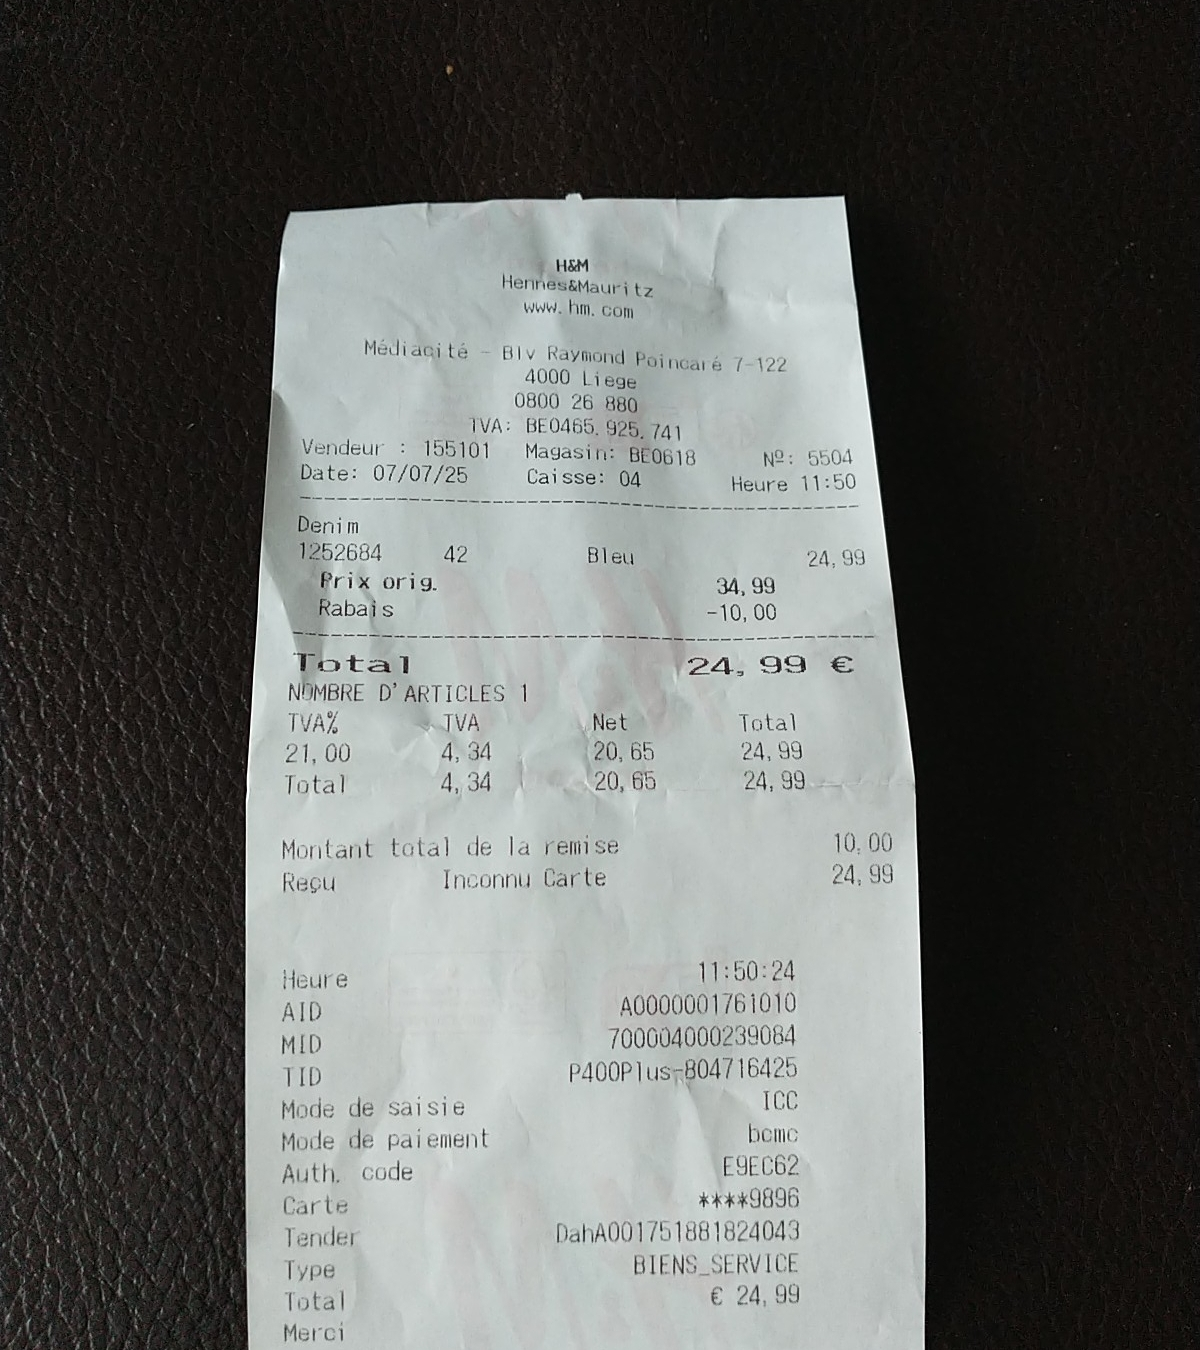 H&M
Hennes&Mauritz
www.hm.com
Médiacité - Blv Raymond Poincaré 7-122
4000 Liege
0800 26 880
TVA: BE0465.925.741
Vendeur : 155101 Magasin: BE0618 Nº: 5504
Date: 07/07/25 Caisse: 04 Heure 11:50
Denim
1252684 42 Bleu 24,99
Prix orig. 34,99
Rabais -10,00
Total 24,99 €
NOMBRE D'ARTICLES 1
TVA% TVA Net Total
21,00 4,34 20,65 24,99
Total 4,34 20,65 24,99
Montant total de la remise 10,00
Reçu Inconnu Carte 24,99
Heure 11:50:24
AID A0000001761010
MID 700004000239084
TID P400Plus-804716425
Mode de saisie ICC
Mode de paiement bcmc
Auth. code E9EC62
Carte ****9896
Tender DahA001751881824043
Type BIENS_SERVICE
Total € 24,99
Merci